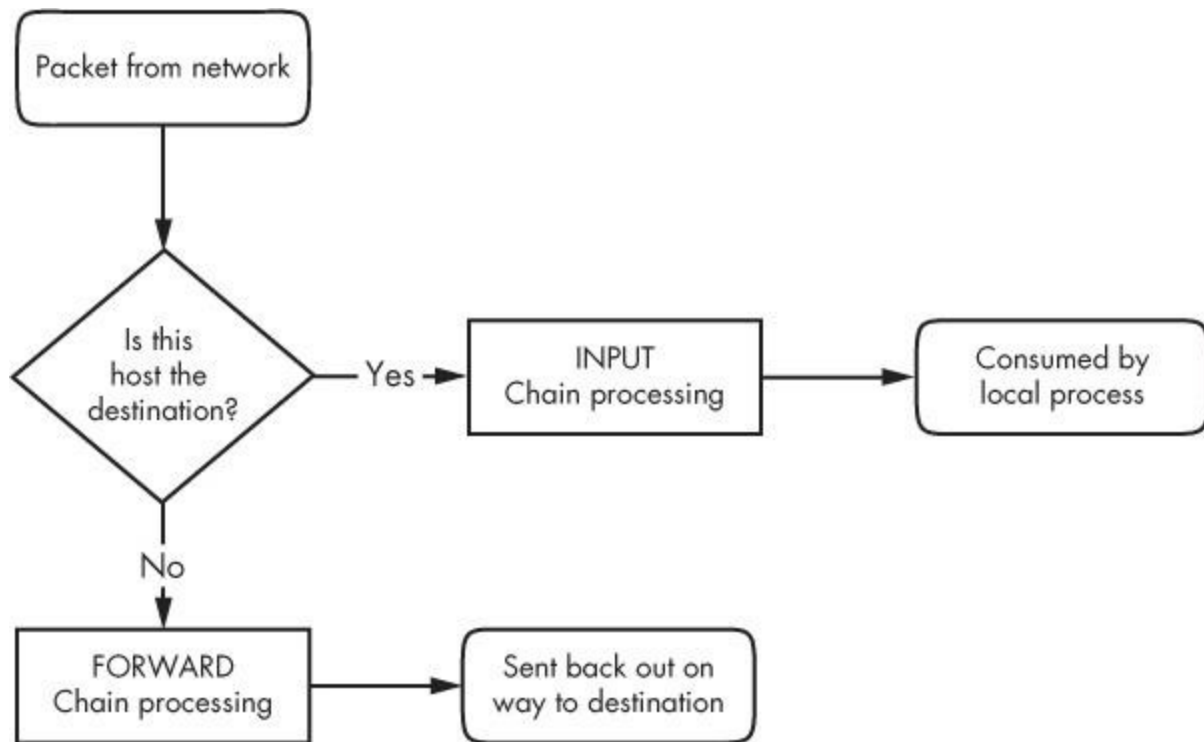 Packet from network
Is this
host the
destination?
Yes
INPUT
Chain processing
Consumed by
local process
No
FORWARD
Chain processing
Sent back out on
way to destination